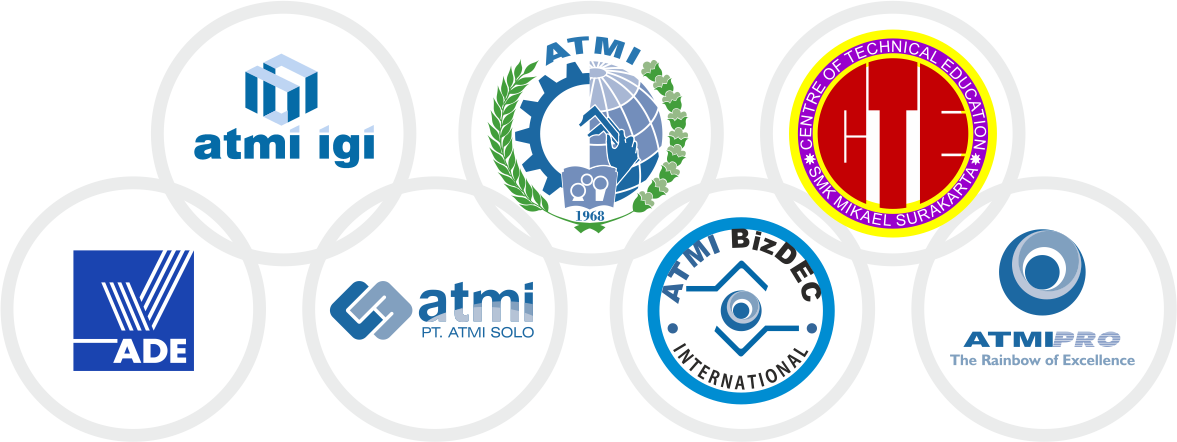 atmi igi
ATMI
1968
CENTRE OF TECHNICAL EDUCATION
SMK MIKAEL SURAKARTA
ADE
atmi
PT. ATMI SOLO
ATMI BizDEC
INTERNATIONAL
ATMIPRO
The Rainbow of Excellence